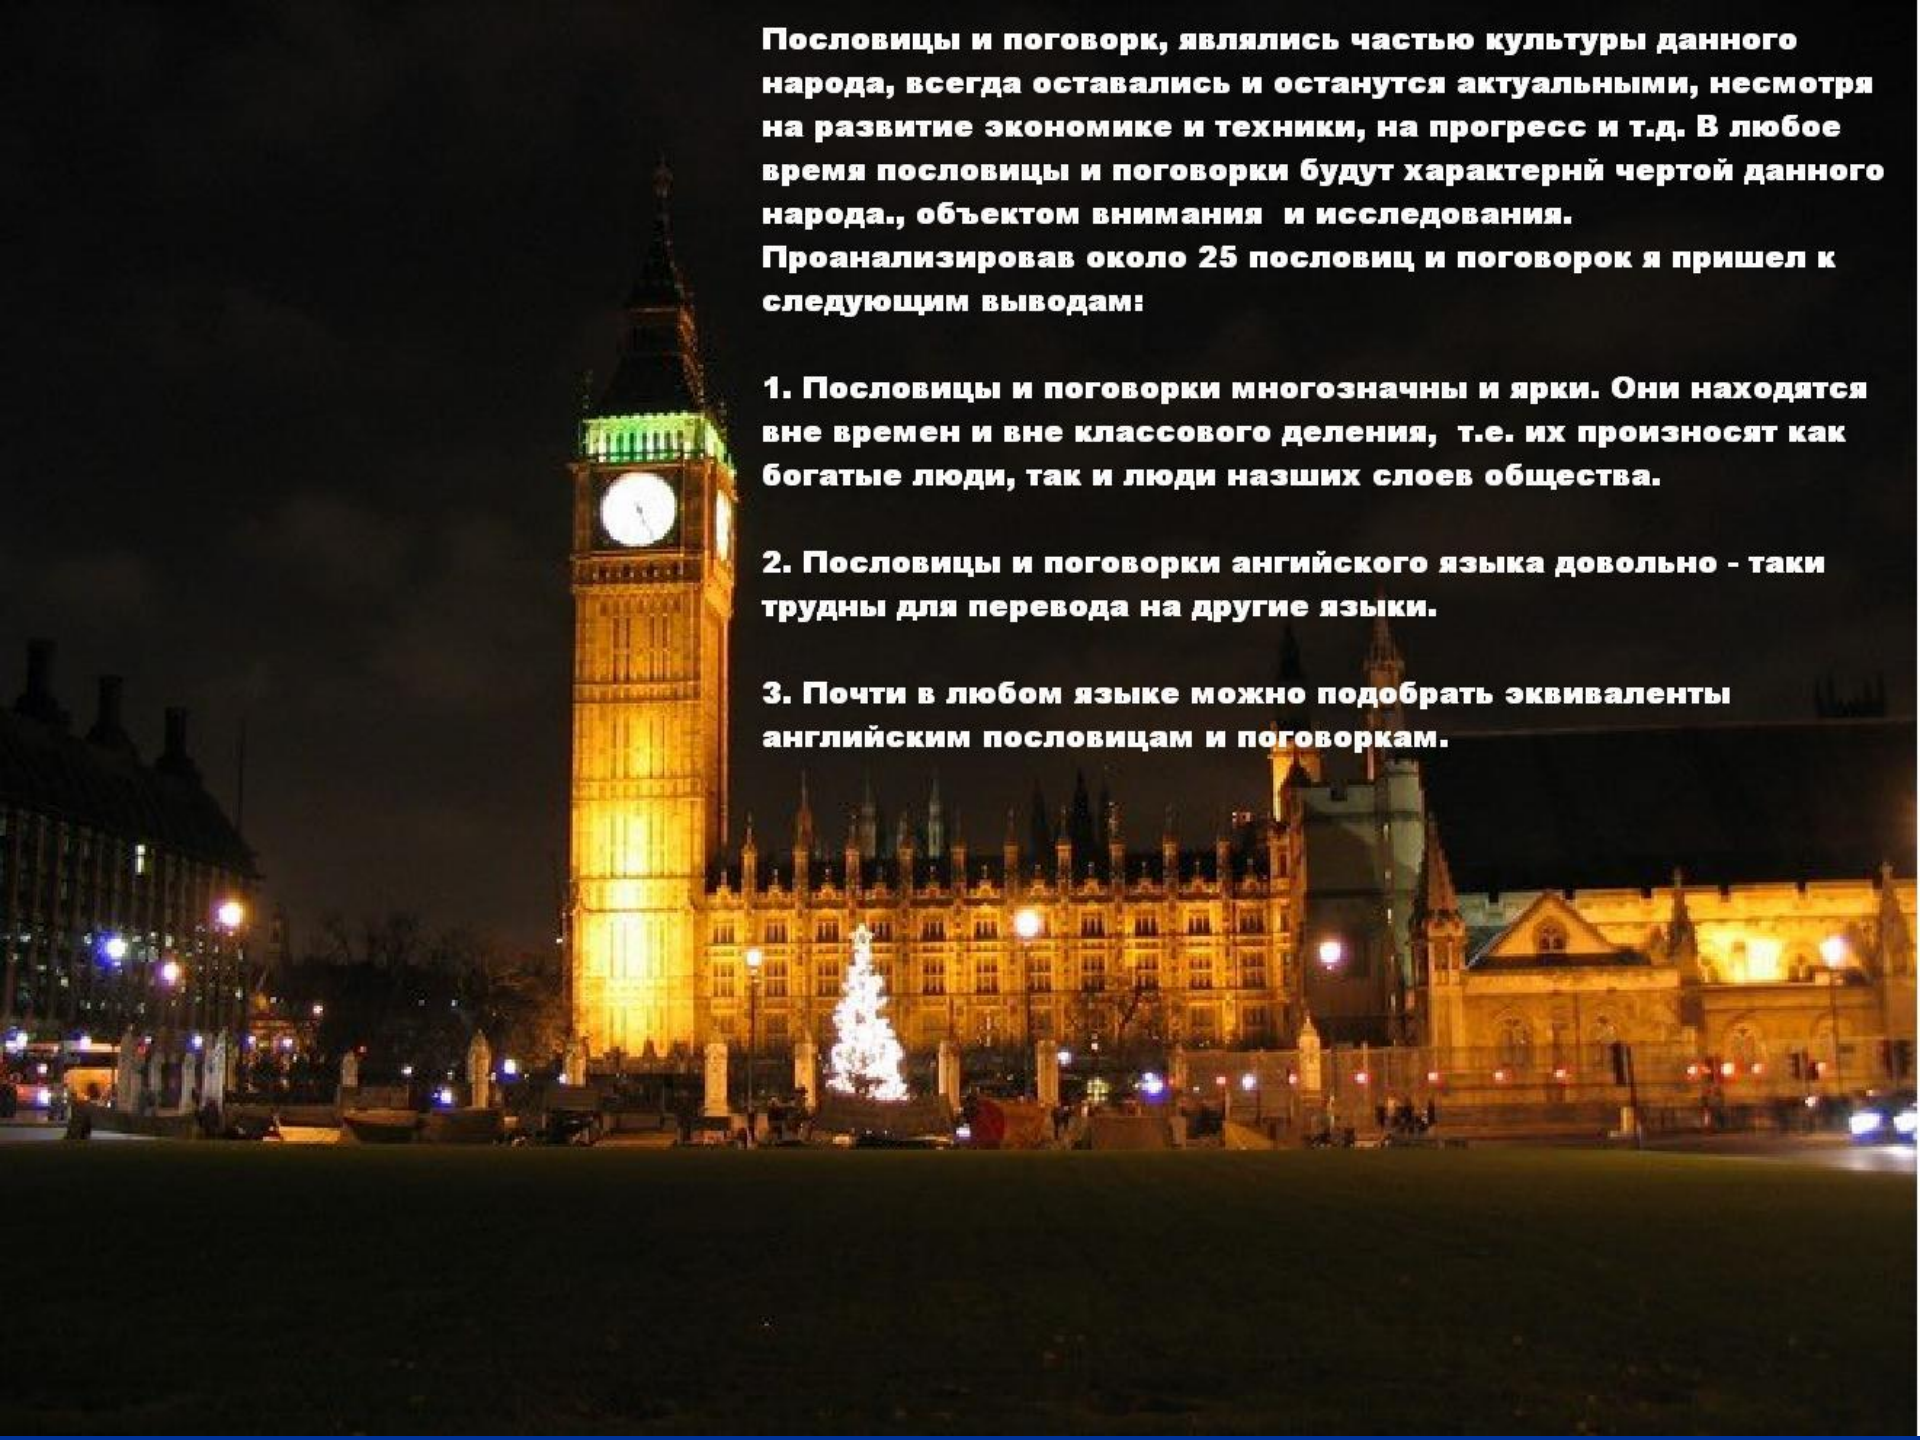 Пословицы и поговорк, являлись частью культуры данного
народа, всегда оставались и останутся актуальными, несмотря
на развитие экономике и техники, на прогресс и т.д. В любое
время пословицы и поговорки будут характернй чертой данного
народа., объектом внимания  и исследования.
Проанализировав около 25 пословиц и поговорок я пришел к
следующим выводам:
1. Пословицы и поговорки многозначны и ярки. Они находятся
вне времен и вне классового деления,  т.е. их произносят как
богатые люди, так и люди назших слоев общества.
2. Пословицы и поговорки ангийского языка довольно - таки
трудны для перевода на другие языки.
3. Почти в любом языке можно подобрать эквиваленты
английским пословицам и поговоркам.